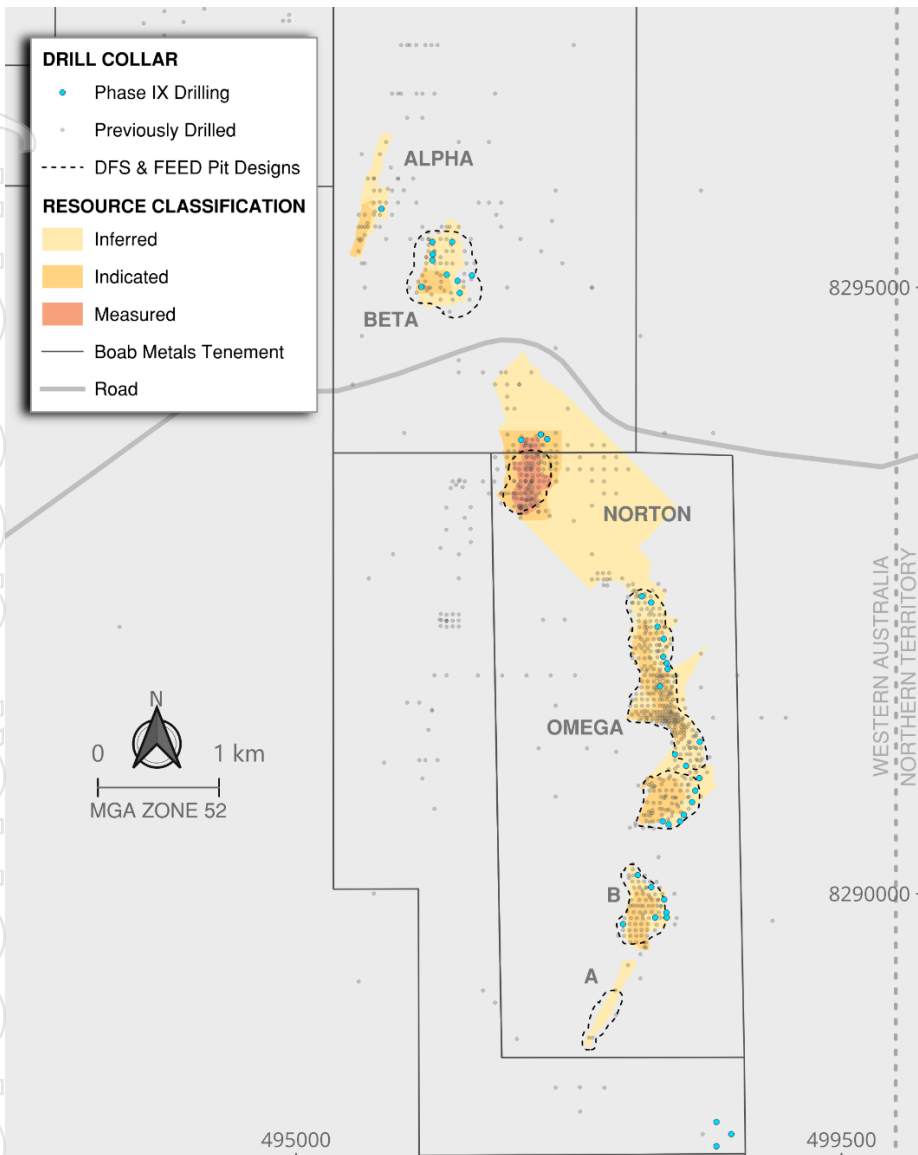 DRILL COLLAR
Phase IX Drilling
Previously Drilled
DFS & FEED Pit Designs
RESOURCE CLASSIFICATION
Inferred
Indicated
Measured
Boab Metals Tenement
Road
ALPHA
BETA
8295000
NORTON
WESTERN AUSTRALIA
NORTHERN TERRITORY
OMEGA
N
0 1 km
MGA ZONE 52
B
8290000
A
495000
499500